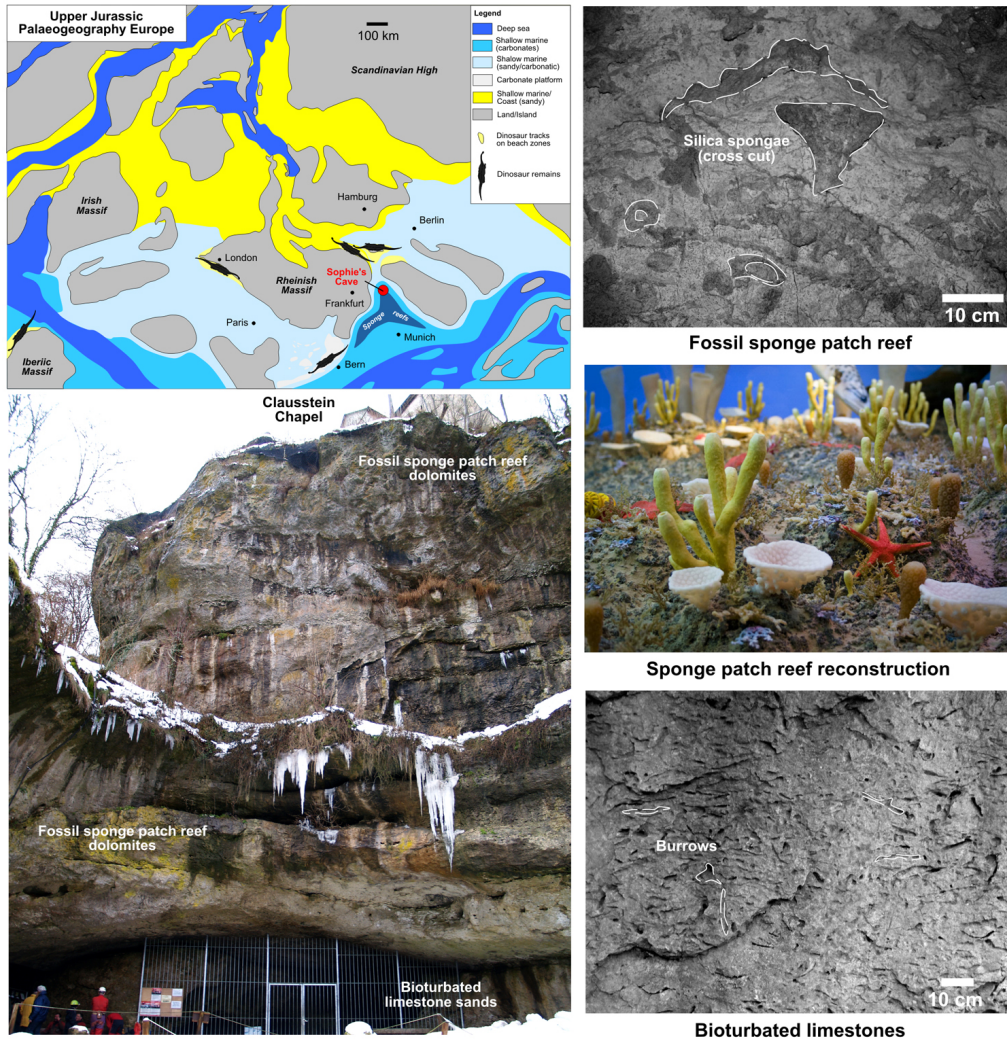 Upper Jurassic
Palaeogeography Europe
100 km
Scandinavian High
Legend
Deep sea
Shallow marine
(carbonates)
Shalow marine
(sandy/carbonatic)
Carbonate platform
Shallow marine/
Coast (sandy)
Land/Island
Dinosaur tracks
on beach zones
Dinosaur remains
Irish
Massif
Hamburg
Berlin
London
Rheinish
Massif
Sophie's
Cave
Frankfurt
Paris
Sponge
reefs
Munich
Bern
Iberiic
Massif
Silica spongae
(cross cut)
10 cm
Fossil sponge patch reef
Clausstein
Chapel
Fossil sponge patch reef
dolomites
Fossil sponge patch reef
dolomites
Bioturbated
limestone sands
Sponge patch reef reconstruction
Burrows
10 cm
Bioturbated limestones